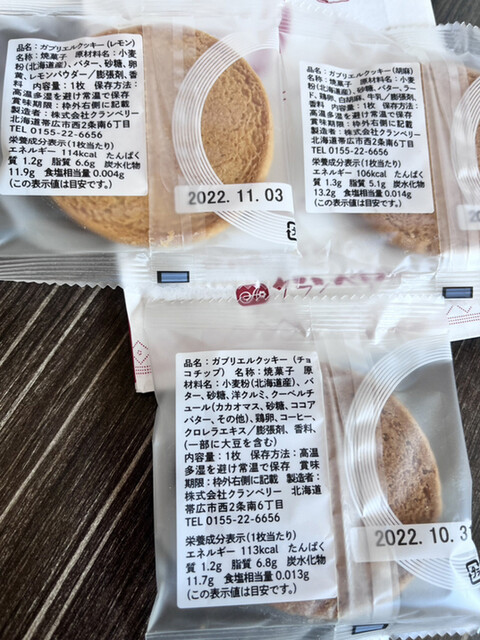 品名:ガブリエルクッキー(レモン)
名称:焼菓子 原材料名:小麦
粉(北海道産)、バター、砂糖、卵
黄、レモンパウダー/膨張剤、香
料 内容量:1枚 保存方法:
高温多湿を避け常温で保存
賞味期限:枠外右側に記載
製造者:株式会社クランベリー
北海道帯広市西2条南6丁目
TEL 0155-22-6656
栄養成分表示(1枚当たり)
エネルギー 114kcal たんぱく
質 1.2g 脂質 6.6g 炭水化物
11.9g 食塩相当量 0.004g
(この表示値は目安です。)
2022.11.03
品名:ガブリエルクッキー(胡麻)
名称:焼菓子 原材料名:小麦
粉(北海道産)、砂糖、バター、ラー
ド、鶏卵、白胡麻、牛乳/膨張剤、
香料 内容量:1枚 保存方法:
高温多湿を避け常温で保存
賞味期限:枠外右側に記載
製造者:株式会社クランベリー
北海道帯広市西2条南6丁目
TEL 0155-22-6656
栄養成分表示(1枚当たり)
エネルギー 106kcal たんぱく
質 1.3g 脂質 5.1g 炭水化物
13.2g 食塩相当量 0.014g
(この表示値は目安です。)
品名:ガブリエルクッキー(チョ
コチップ) 名称:焼菓子 原
材料名:小麦粉(北海道産)、バ
ター、砂糖、洋クルミ、クーベルチ
ュール(カカオマス、砂糖、ココア
バター、その他)、鶏卵、コーヒー、
クロレラエキス/膨張剤、香料、
(一部に大豆を含む)
内容量:1枚 保存方法:高温
多湿を避け常温で保存 賞味
期限:枠外右側に記載 製造者:
株式会社クランベリー 北海道
帯広市西2条南6丁目
TEL 0155-22-6656
栄養成分表示(1枚当たり)
エネルギー 113kcal たんぱく
質 1.2g 脂質 6.8g 炭水化物
11.7g 食塩相当量 0.013g
(この表示値は目安です。)
2022.10.31